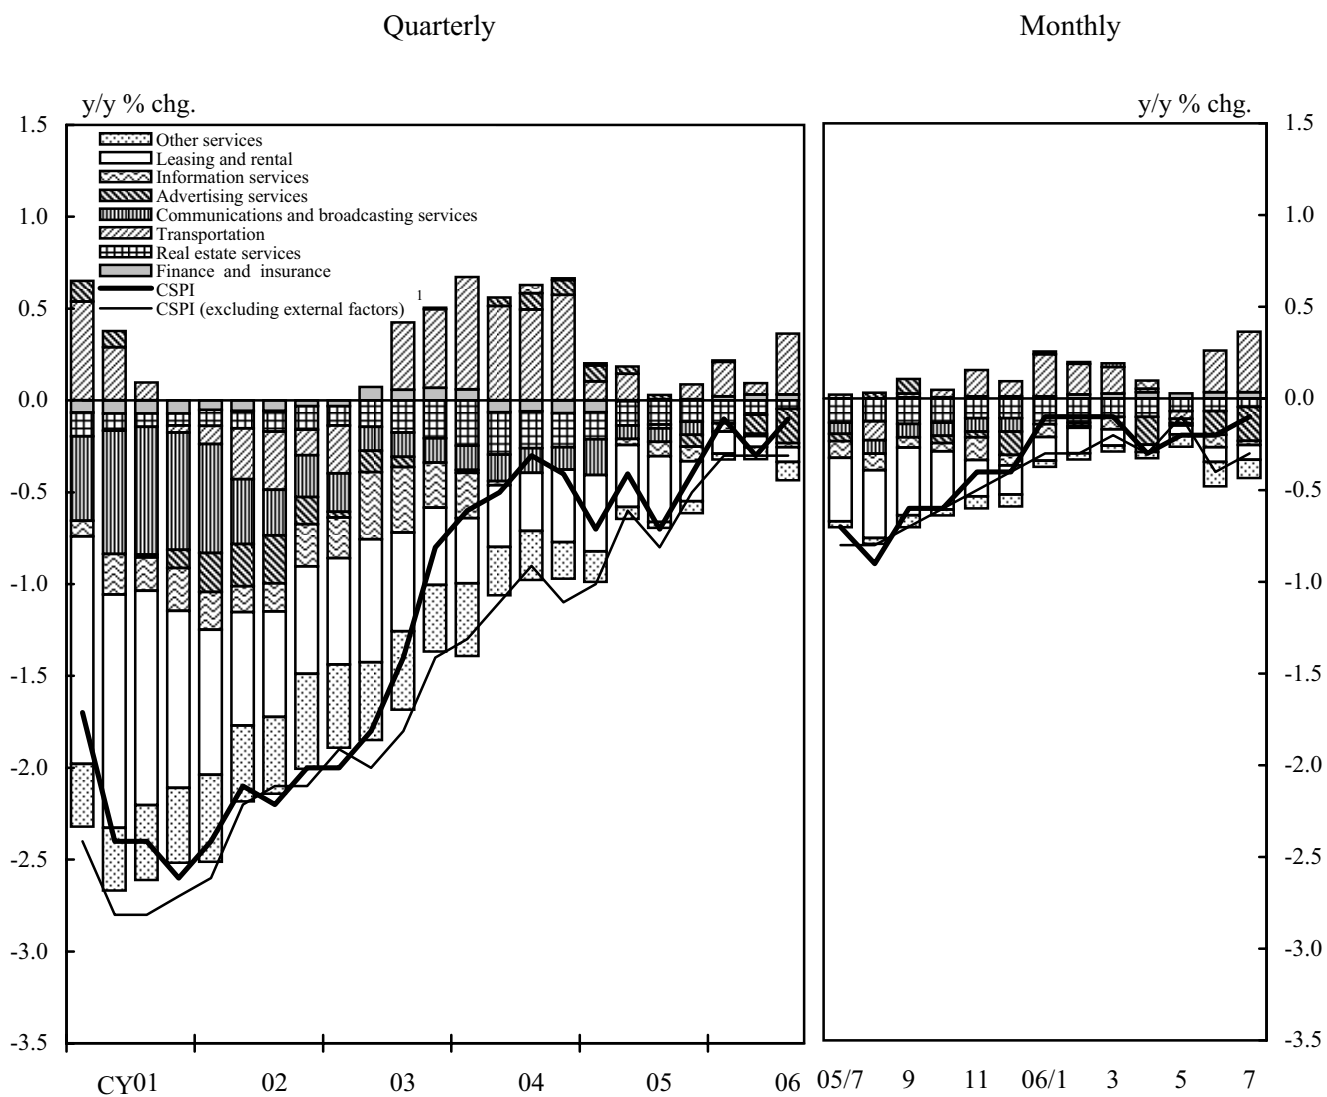 Quarterly
Monthly
y/y % chg.
y/y % chg.
1.5
1.0
0.5
0.0
-0.5
-1.0
-1.5
-2.0
-2.5
-3.0
-3.5
Other services
Leasing and rental
Information services
Advertising services
Communications and broadcasting services
Transportation
Real estate services
Finance and insurance
CSPI
CSPI (excluding external factors) 1
1.5
1.0
0.5
0.0
-0.5
-1.0
-1.5
-2.0
-2.5
-3.0
-3.5
CY01 02 03 04 05 06
05/7 9 11 06/1 3 5 7